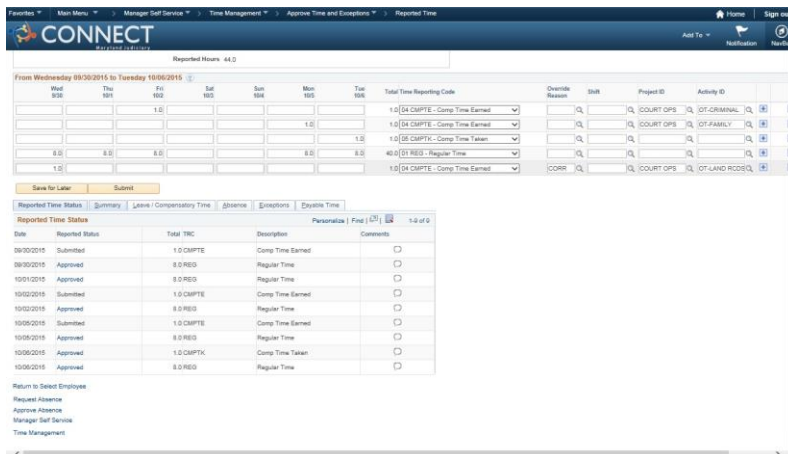 Favorites Main Menu > Manager Self Service > Time Management > Approve Time and Exceptions > Reported Time Home Sign ou
CONNECT
Maryland Judiciary
Add To Notification NavBa
Reported Hours 44.0
From Wednesday 09/30/2015 to Tuesday 10/06/2015
Wed 9/30 Thu 10/1 Fri 10/2 Sat 10/3 Sun 10/4 Mon 10/5 Tue 10/6 Total Time Reporting Code Override Reason Shift Project ID Activity ID
1.0 1.0 04 CMPTE - Comp Time Earned COURT OPS OT-CRIMINAL
1.0 1.0 04 CMPTE - Comp Time Earned COURT OPS OT-FAMILY
1.0 1.0 05 CMPTK - Comp Time Taken
8.0 8.0 8.0 8.0 8.0 40.0 01 REG - Regular Time
1.0 1.0 04 CMPTE - Comp Time Earned CORR COURT OPS OT-LAND RCDS
Save for Later Submit
Reported Time Status Summary Leave / Compensatory Time Absence Exceptions Payable Time
Reported Time Status Personalize | Find | 1-9 of 9
Date Reported Status Total TRC Description Comments
09/30/2015 Submitted 1.0 CMPTE Comp Time Earned
09/30/2015 Approved 8.0 REG Regular Time
10/01/2015 Approved 8.0 REG Regular Time
10/02/2015 Submitted 1.0 CMPTE Comp Time Earned
10/02/2015 Approved 8.0 REG Regular Time
10/05/2015 Submitted 1.0 CMPTE Comp Time Earned
10/05/2015 Approved 8.0 REG Regular Time
10/06/2015 Approved 1.0 CMPTK Comp Time Taken
10/06/2015 Approved 8.0 REG Regular Time
Return to Select Employee
Request Absence
Approve Absence
Manager Self Service
Time Management